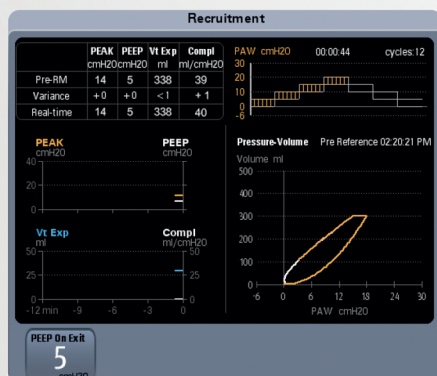 Recruitment
PEAK PEEP Vt Exp Compl
cmH2O cmH2O ml ml/cmH2O
Pre-RM 14 5 338 39
Variance +0 +0 <1 +1
Real-time 14 5 338 40
PAW cmH2O 00:00:44 cycles:12
30
20
10
0
-6
PEAK PEEP
cmH2O cmH2O
40
20
0
Vt Exp Compl
ml ml/cmH2O
50 50
25 25
0 0
-12 min -9 -6 -3 0
Pressure-Volume Pre Reference 02:20:21 PM
Volume ml
500
400
300
200
100
0
-6 0 6 12 18 24 30
PAW cmH2O
PEEP On Exit
5
cmH2O